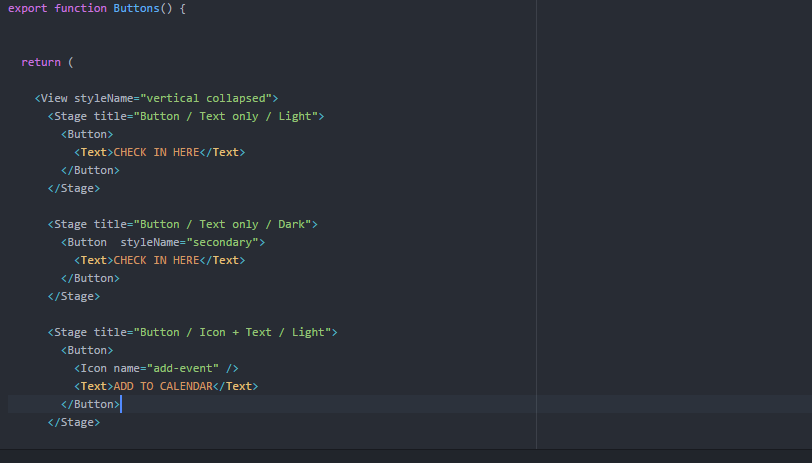 export function Buttons() {
return (
<View styleName="vertical collapsed">
<Stage title="Button / Text only / Light">
<Button>
<Text>CHECK IN HERE</Text>
</Button>
</Stage>
<Stage title="Button / Text only / Dark">
<Button  styleName="secondary">
<Text>CHECK IN HERE</Text>
</Button>
</Stage>
<Stage title="Button / Icon + Text / Light">
<Button>
<Icon name="add-event" />
<Text>ADD TO CALENDAR</Text>
</Button>
</Stage>